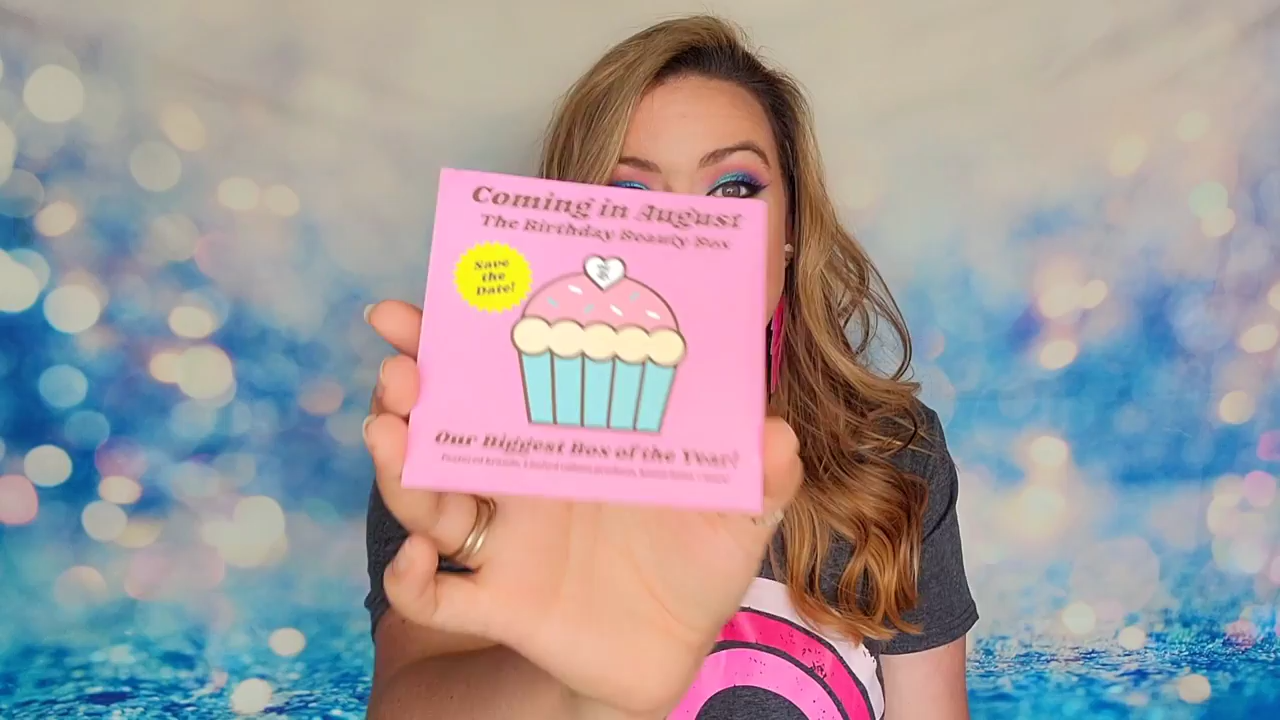 Coming in August
The Birthday Beauty Box
Save
the
Date!
Our Biggest Box of the Year!